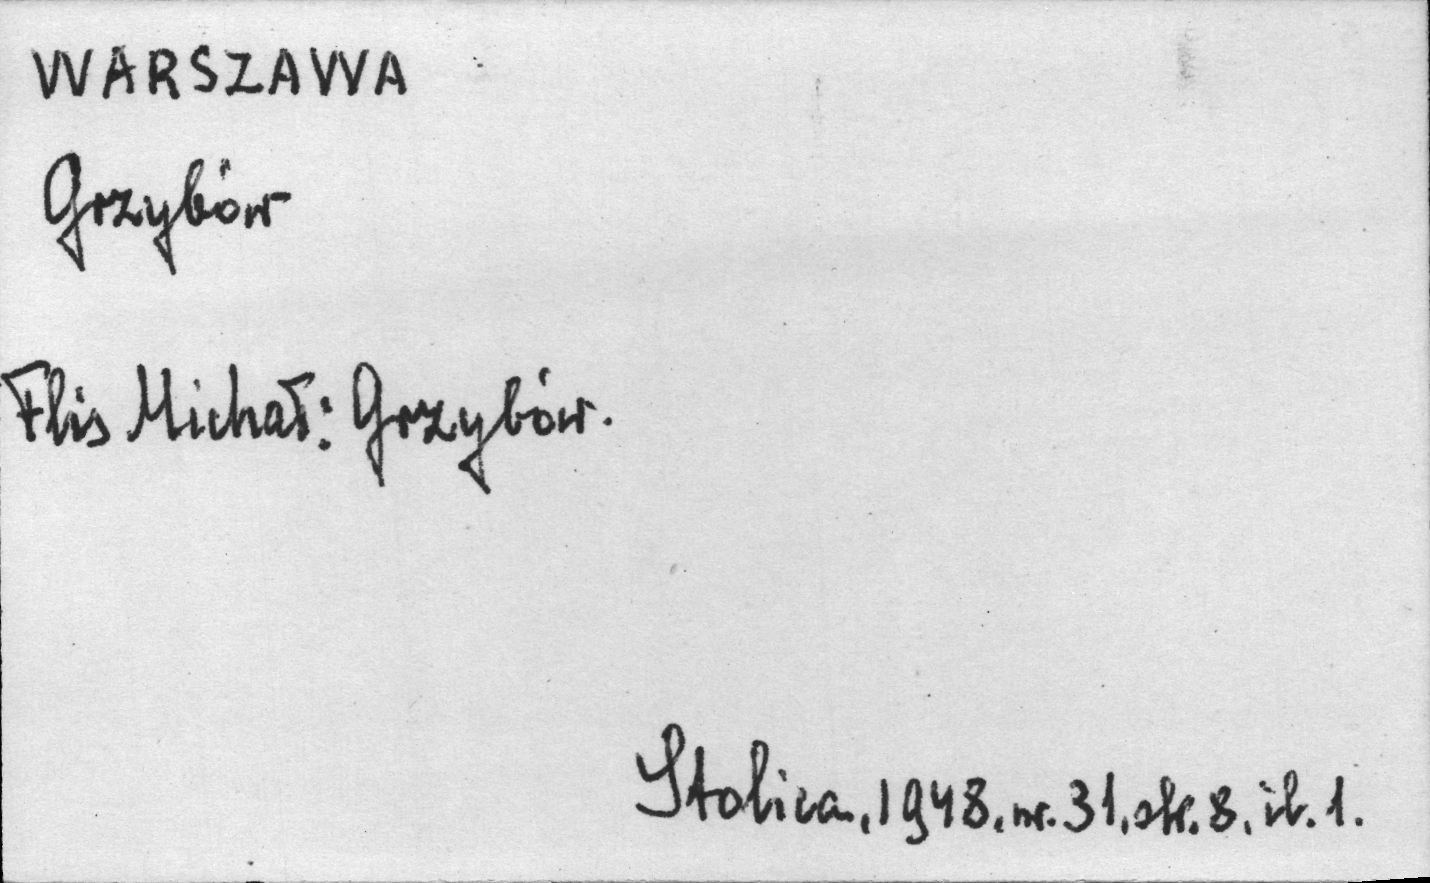 WARSZAWA
Grzybów
Flis Michał: Grzybów.
Stolica, 1948. nr. 31. str. 8. il. 1.